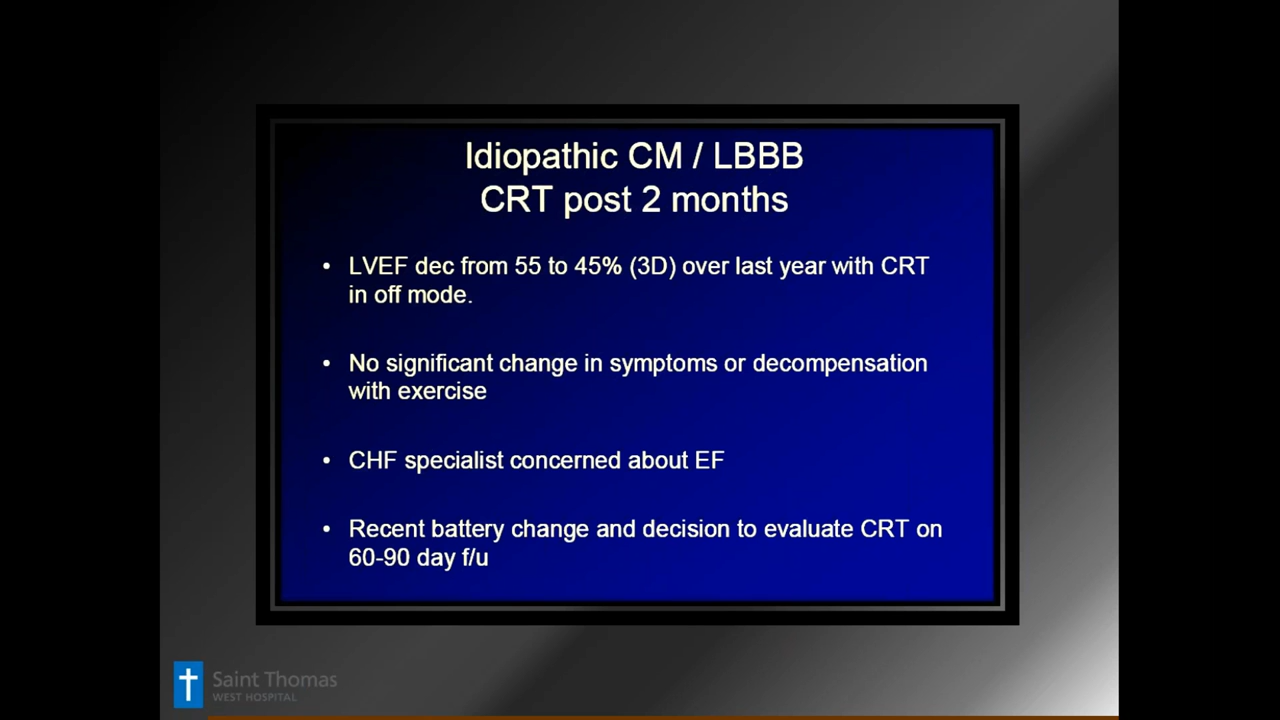 Idiopathic CM / LBBB
CRT post 2 months
• LVEF dec from 55 to 45% (3D) over last year with CRT
in off mode.
• No significant change in symptoms or decompensation
with exercise
• CHF specialist concerned about EF
• Recent battery change and decision to evaluate CRT on
60-90 day f/u
Saint Thomas
WEST HOSPITAL